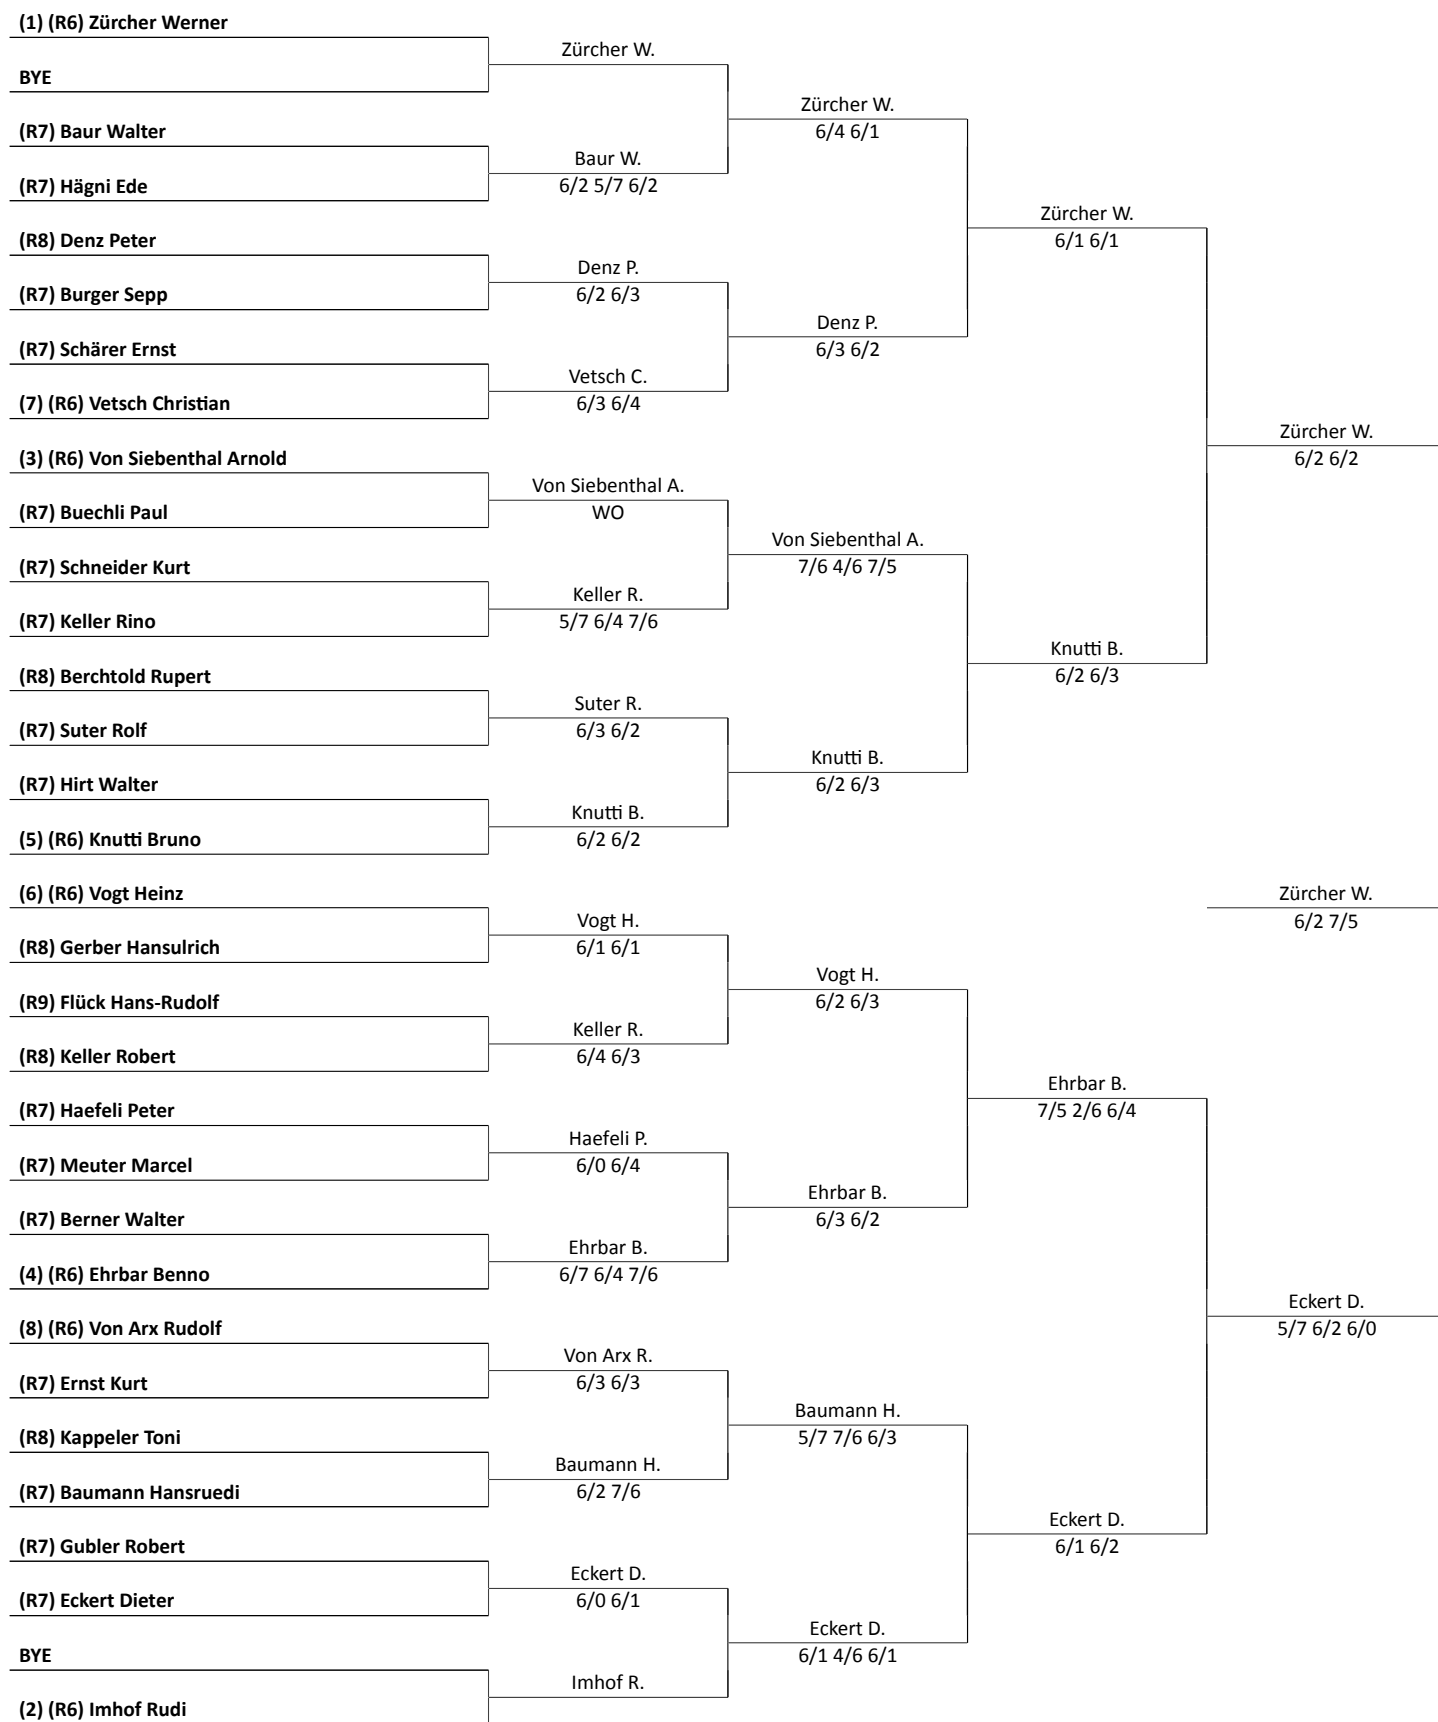 (1) (R6) Zürcher Werner
BYE
(R7) Baur Walter
(R7) Hägni Ede
(R8) Denz Peter
(R7) Burger Sepp
(R7) Schärer Ernst
(7) (R6) Vetsch Christian
(3) (R6) Von Siebenthal Arnold
(R7) Buechli Paul
(R7) Schneider Kurt
(R7) Keller Rino
(R8) Berchtold Rupert
(R7) Suter Rolf
(R7) Hirt Walter
(5) (R6) Knutti Bruno
(6) (R6) Vogt Heinz
(R8) Gerber Hansulrich
(R9) Flück Hans-Rudolf
(R8) Keller Robert
(R7) Haefeli Peter
(R7) Meuter Marcel
(R7) Berner Walter
(4) (R6) Ehrbar Benno
(8) (R6) Von Arx Rudolf
(R7) Ernst Kurt
(R8) Kappeler Toni
(R7) Baumann Hansruedi
(R7) Gubler Robert
(R7) Eckert Dieter
BYE
(2) (R6) Imhof Rudi
Zürcher W.
Baur W.
6/2 5/7 6/2
Denz P.
6/2 6/3
Vetsch C.
6/3 6/4
Von Siebenthal A.
WO
Keller R.
5/7 6/4 7/6
Suter R.
6/3 6/2
Knutti B.
6/2 6/2
Vogt H.
6/1 6/1
Keller R.
6/4 6/3
Haefeli P.
6/0 6/4
Ehrbar B.
6/7 6/4 7/6
Von Arx R.
6/3 6/3
Baumann H.
6/2 7/6
Eckert D.
6/0 6/1
Imhof R.
Zürcher W.
6/4 6/1
Denz P.
6/3 6/2
Von Siebenthal A.
7/6 4/6 7/5
Knutti B.
6/2 6/3
Vogt H.
6/2 6/3
Ehrbar B.
6/3 6/2
Baumann H.
5/7 7/6 6/3
Eckert D.
6/1 4/6 6/1
Zürcher W.
6/1 6/1
Knutti B.
6/2 6/3
Ehrbar B.
7/5 2/6 6/4
Eckert D.
6/1 6/2
Zürcher W.
6/2 6/2
Zürcher W.
6/2 7/5
Eckert D.
5/7 6/2 6/0